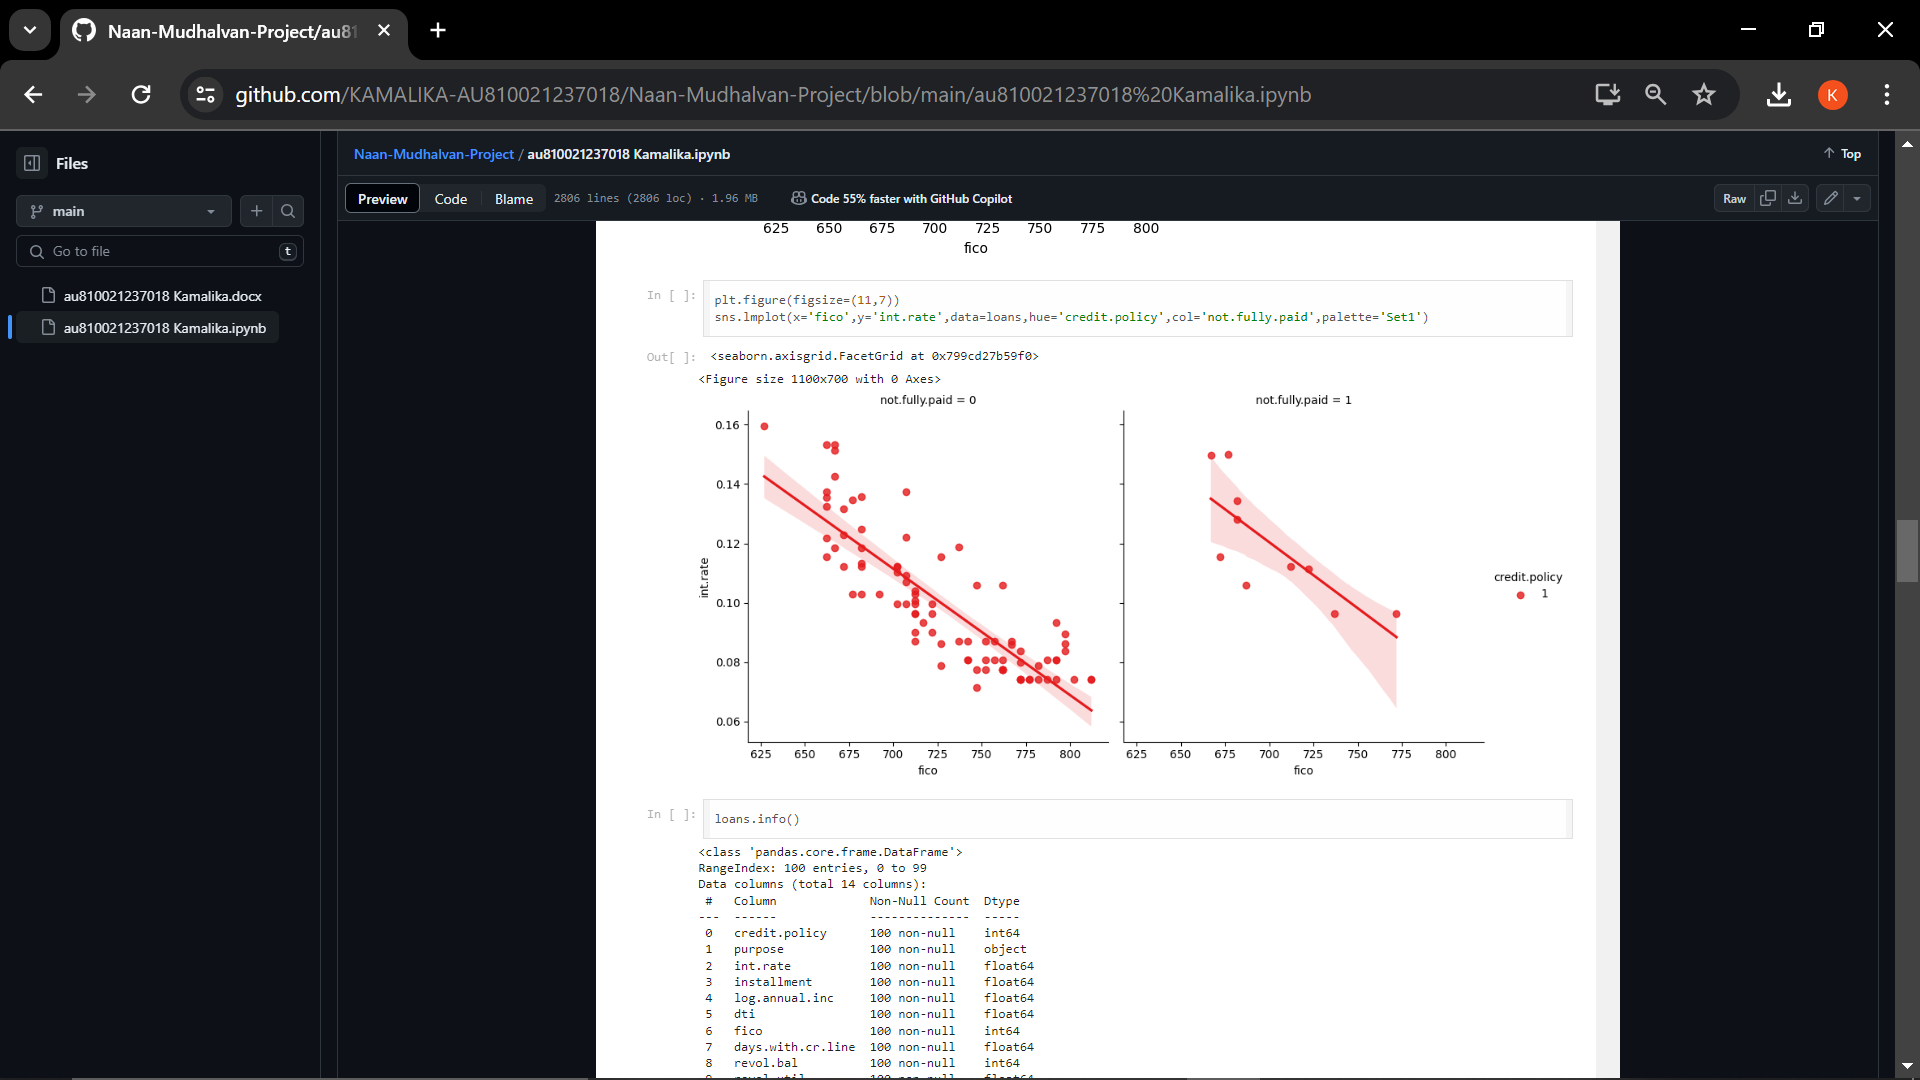 Naan-Mudhalvan-Project/au81
github.com/KAMALIKA-AU810021237018/Naan-Mudhalvan-Project/blob/main/au810021237018%20Kamalika.ipynb
K
Files
main
Go to file
t
au810021237018 Kamalika.docx
au810021237018 Kamalika.ipynb
Naan-Mudhalvan-Project / au810021237018 Kamalika.ipynb
Top
Preview Code Blame 2806 lines (2806 loc) · 1.96 MB Code 55% faster with GitHub Copilot
Raw
625 650 675 700 725 750 775 800
fico
In [ ]:
plt.figure(figsize=(11,7))
sns.lmplot(x='fico',y='int.rate',data=loans,hue='credit.policy',col='not.fully.paid',palette='Set1')
Out[ ]: <seaborn.axisgrid.FacetGrid at 0x799cd27b59f0>
<Figure size 1100x700 with 0 Axes>
not.fully.paid = 0
not.fully.paid = 1
0.16
0.14
0.12
0.10
0.08
0.06
int.rate
625 650 675 700 725 750 775 800
fico
625 650 675 700 725 750 775 800
fico
credit.policy
1
In [ ]:
loans.info()
<class 'pandas.core.frame.DataFrame'>
RangeIndex: 100 entries, 0 to 99
Data columns (total 14 columns):
# Column Non-Null Count Dtype
--- ------ -------------- -----
0 credit.policy 100 non-null int64
1 purpose 100 non-null object
2 int.rate 100 non-null float64
3 installment 100 non-null float64
4 log.annual.inc 100 non-null float64
5 dti 100 non-null float64
6 fico 100 non-null int64
7 days.with.cr.line 100 non-null float64
8 revol.bal 100 non-null int64